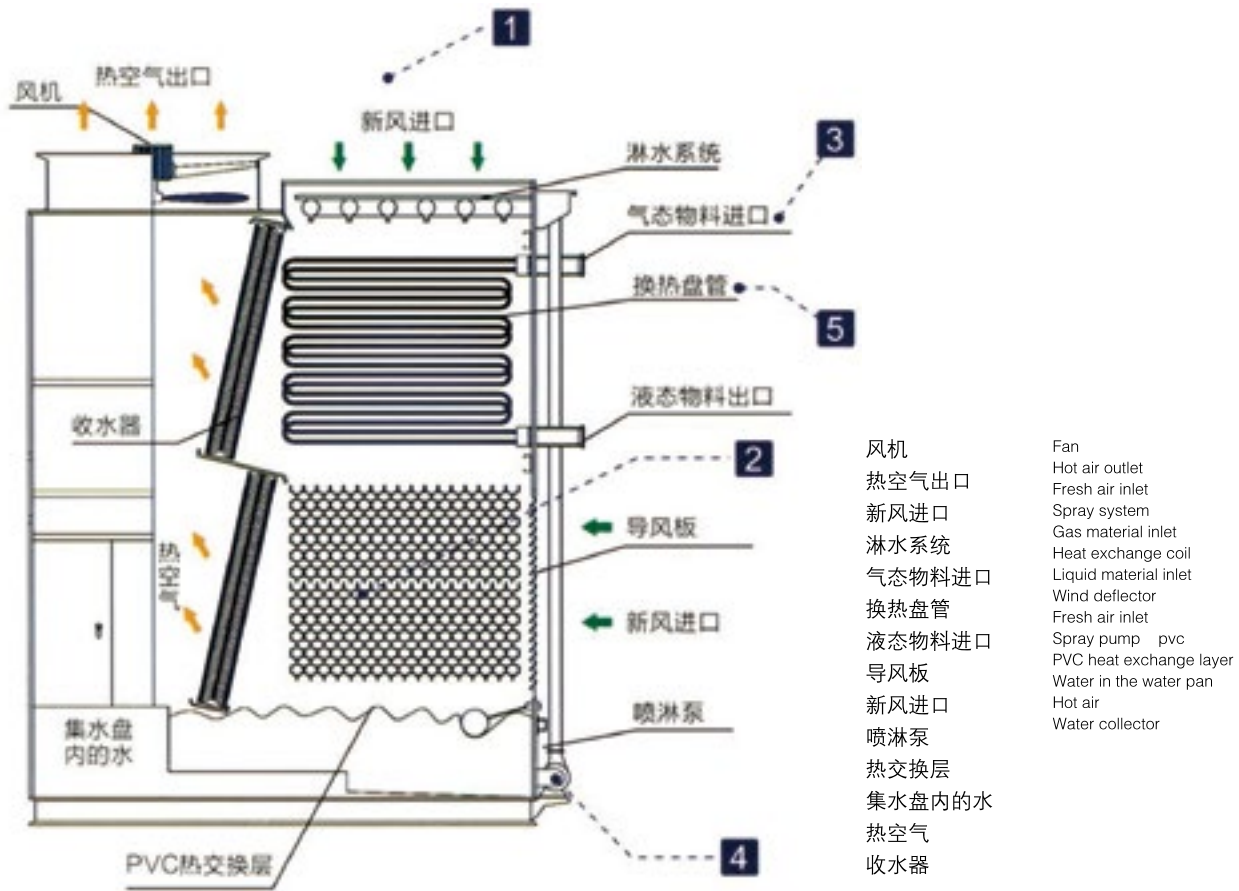 1
热空气出口
风机
新风进口
3
淋水系统
气态物料进口
换热盘管
5
液态物料出口
收水器
2
导风板
热空气
新风进口
喷淋泵
集水盘
内的水
4
PVC热交换层
风机
热空气出口
新风进口
淋水系统
气态物料进口
换热盘管
液态物料进口
导风板
新风进口
喷淋泵
热交换层
集水盘内的水
热空气
收水器
Fan
Hot air outlet
Fresh air inlet
Spray system
Gas material inlet
Heat exchange coil
Liquid material inlet
Wind deflector
Fresh air inlet
Spray pump pvc
PVC heat exchange layer
Water in the water pan
Hot air
Water collector